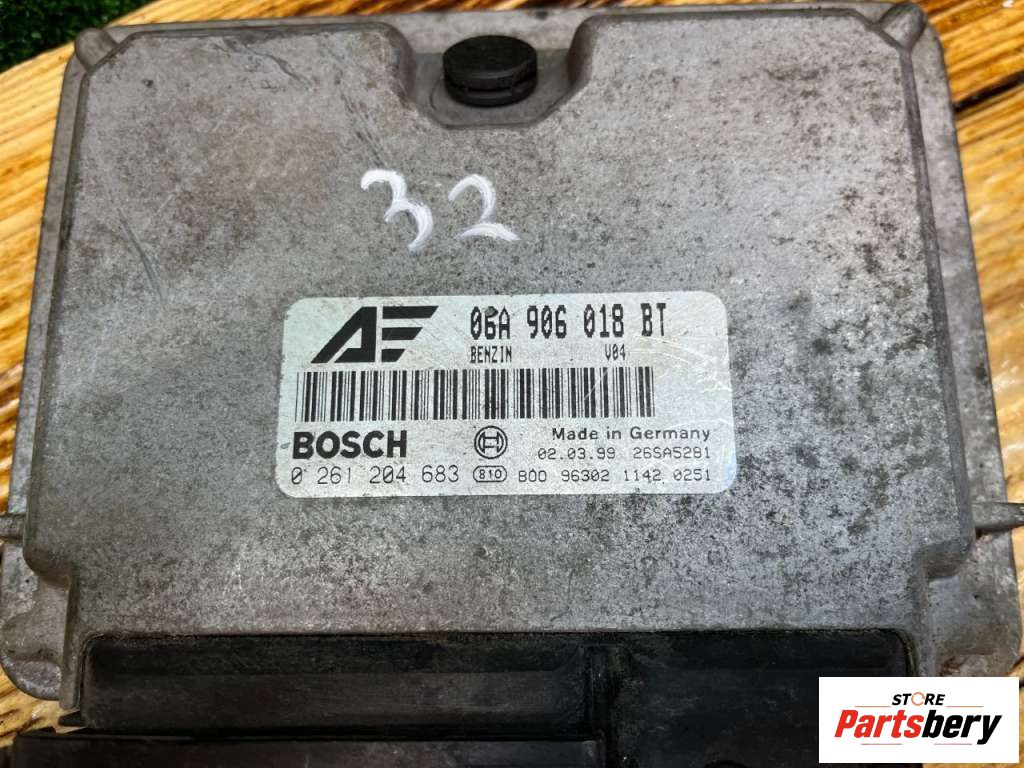 32
AE 06A 906 018 BT
BENZIN V04
BOSCH Made in Germany
02.03.99 26SA5281
0 261 204 683 810 B00 96302 1142 0251
STORE
Partsbery